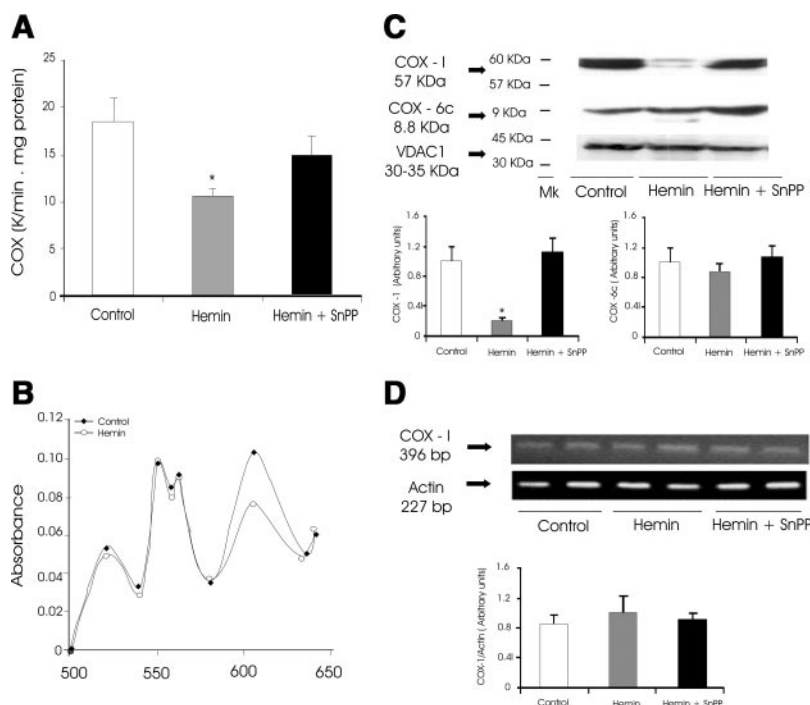 A
COX (K/min . mg protein)
25
20
15
10
5
0
*
Control
Hemin
Hemin + SnPP
B
Control
Hemin
Absorbance
0.12
0.10
0.08
0.06
0.04
0.02
0
500
550
600
650
C
COX - I
57 KDa
COX - 6c
8.8 KDa
VDAC1
30-35 KDa
60 KDa
57 KDa
9 KDa
45 KDa
30 KDa
Mk
Control
Hemin
Hemin + SnPP
COX -1 (Arbitrary units)
1.6
1.2
0.8
0.4
0
*
Control
Hemin
Hemin + SnPP
COX -6c ( Arbitrary units)
1.6
1.2
0.8
0.4
0
Control
Hemin
Hemin + SnPP
D
COX - I
396 bp
Actin
227 bp
Control
Hemin
Hemin + SnPP
COX-1/Actin ( Arbitrary units)
1.6
1.2
0.8
0.4
0
Control
Hemin
Hemin + SnPP